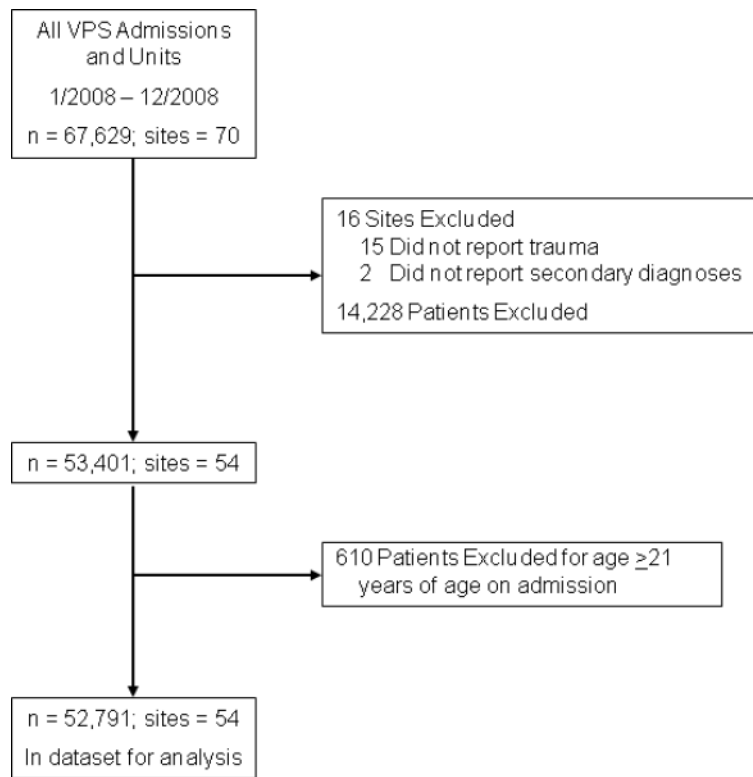 All VPS Admissions
and Units
1/2008 – 12/2008
n = 67,629; sites = 70
16 Sites Excluded
15 Did not report trauma
2 Did not report secondary diagnoses
14,228 Patients Excluded
n = 53,401; sites = 54
610 Patients Excluded for age ≥21
years of age on admission
n = 52,791; sites = 54
In dataset for analysis